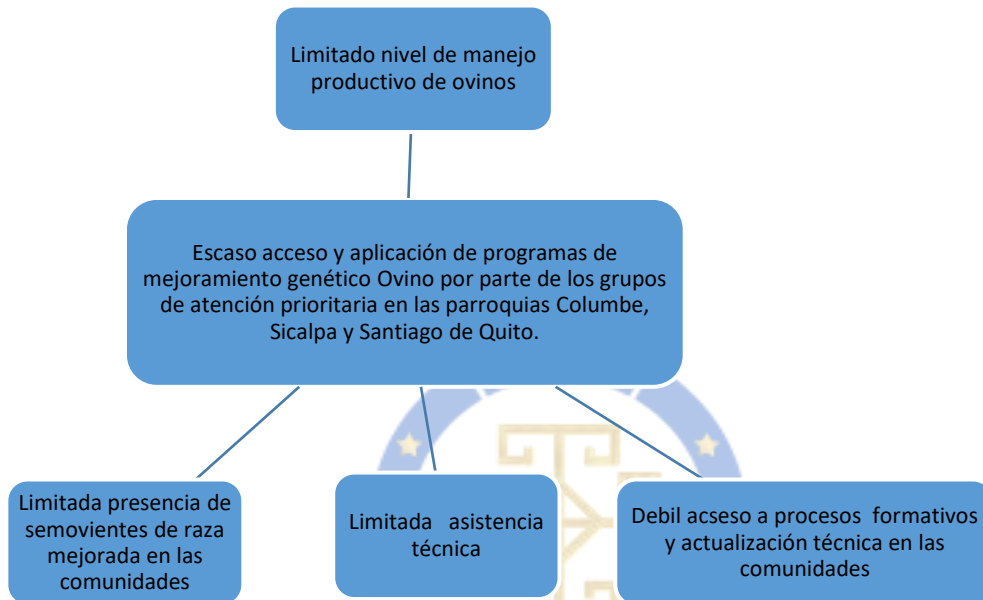 Limitado nivel de manejo
productivo de ovinos
Escaso acceso y aplicación de programas de
mejoramiento genético Ovino por parte de los grupos
de atención prioritaria en las parroquias Columbe,
Sicalpa y Santiago de Quito.
Limitada presencia de
semovientes de raza
mejorada en las
comunidades
Limitada asistencia
técnica
Debil acseso a procesos formativos
y actualización técnica en las
comunidades